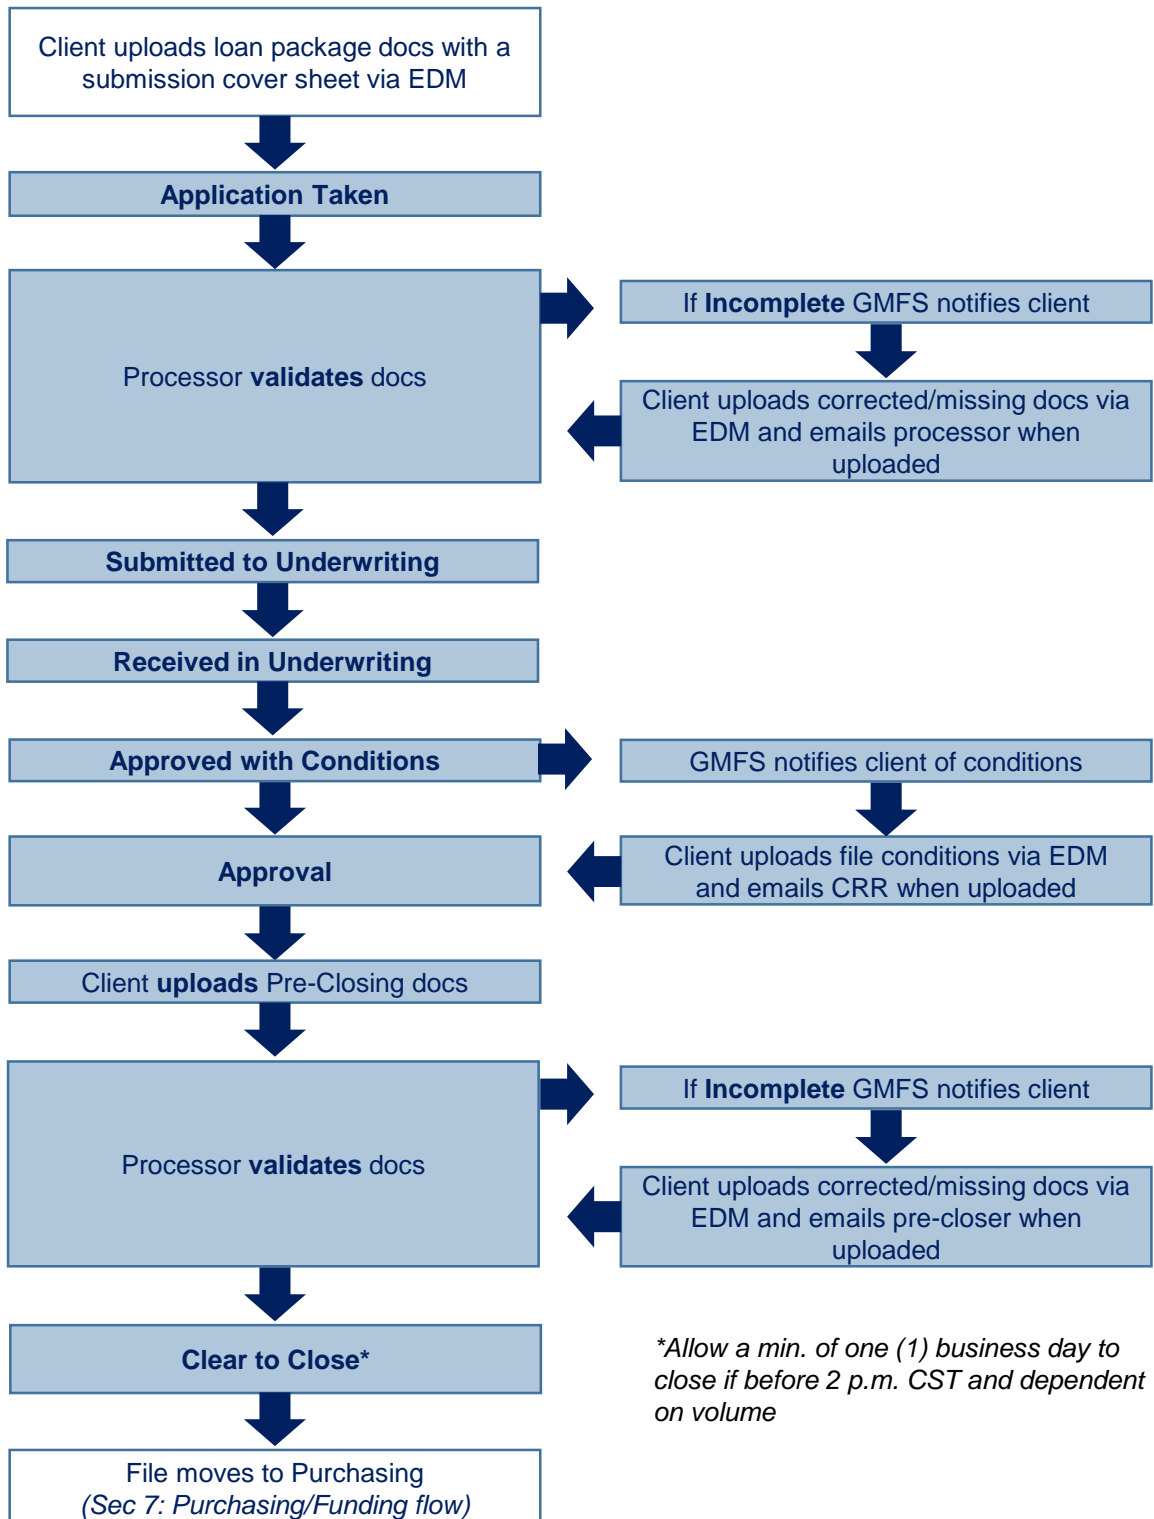 Client uploads loan package docs with a
submission cover sheet via EDM
Application Taken
Processor validates docs
If Incomplete GMFS notifies client
Client uploads corrected/missing docs via
EDM and emails processor when
uploaded
Submitted to Underwriting
Received in Underwriting
Approved with Conditions
GMFS notifies client of conditions
Approval
Client uploads file conditions via EDM
and emails CRR when uploaded
Client uploads Pre-Closing docs
Processor validates docs
If Incomplete GMFS notifies client
Client uploads corrected/missing docs via
EDM and emails pre-closer when
uploaded
Clear to Close*
*Allow a min. of one (1) business day to
close if before 2 p.m. CST and dependent
on volume
File moves to Purchasing
(Sec 7: Purchasing/Funding flow)